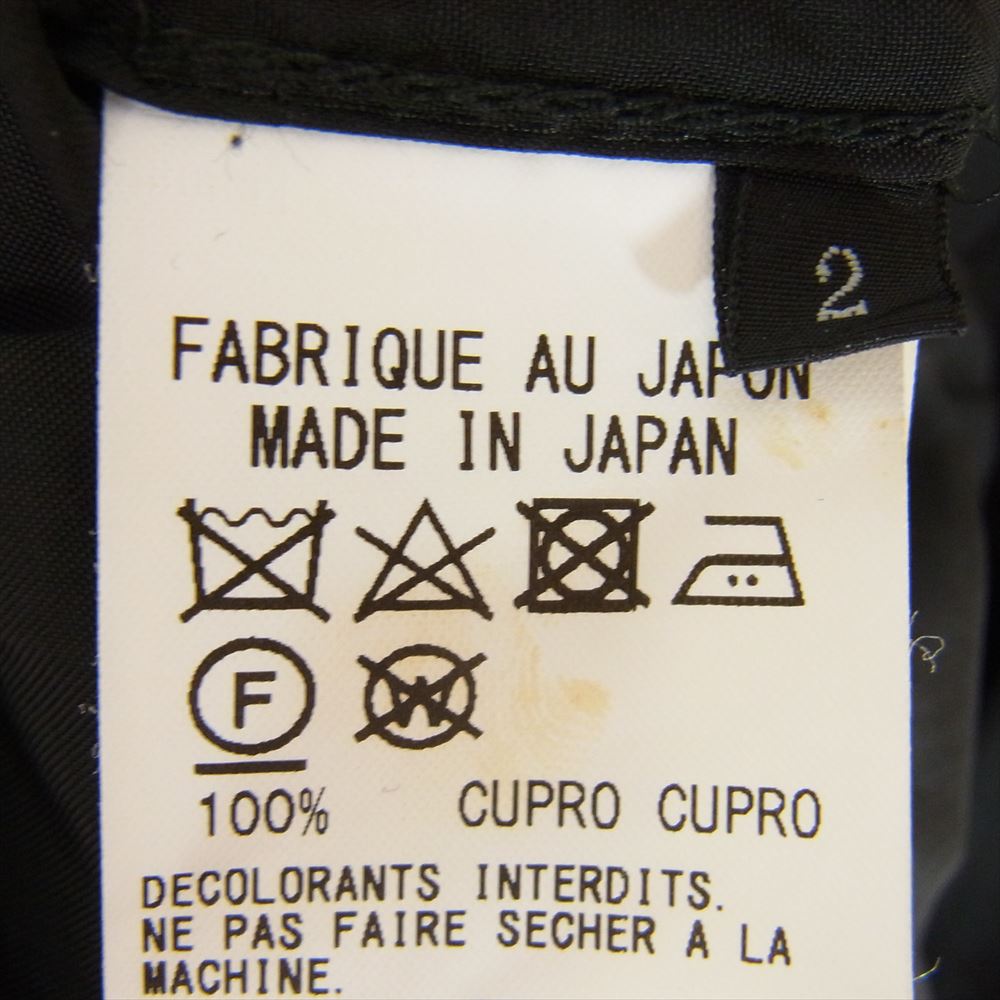 2
FABRIQUE AU JAPON
MADE IN JAPAN
F W
100% CUPRO CUPRO
DECOLORANTS INTERDITS.
NE PAS FAIRE SECHER A LA
MACHINE.